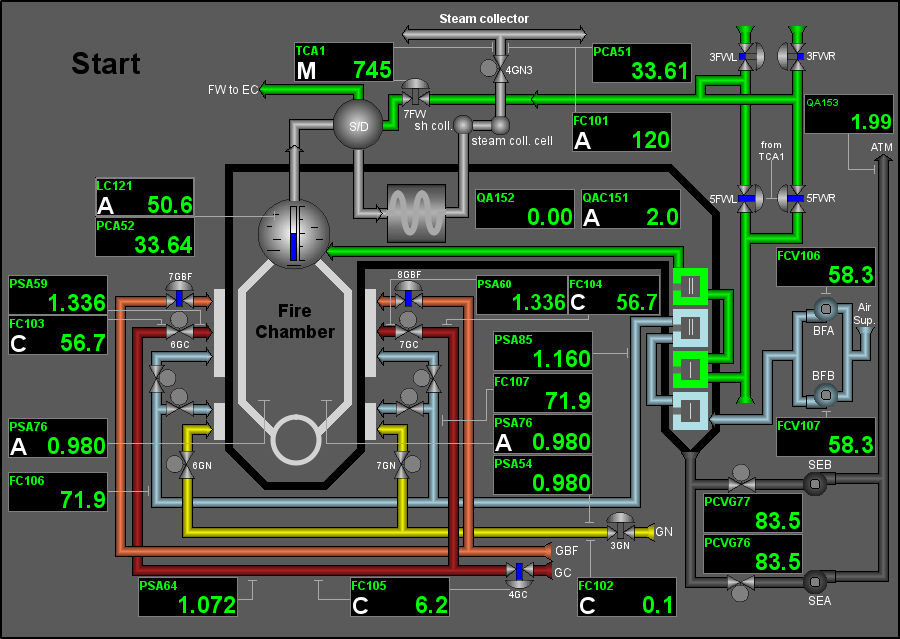 Steam collector
Start
TCA1
M 745
4GN3
PCA51
33.61
3FWL
3FWR
FW to EC
7FW
S/D
sh coll.
steam coll. cell
FC101
A 120
QA153
1.99
from
TCA1
ATM
LC121
A 50.6
PCA52
33.64
QA152
0.00
QAC151
A 2.0
5FWL
5FWR
FCV106
58.3
7GBF
8GBF
PSA59
1.336
PSA60
1.336
FC104
C 56.7
Fire
Chamber
FC103
C 56.7
6GC
7GC
BFA
Air
Sup.
PSA85
1.160
FC107
71.9
BFB
PSA76
A 0.980
PSA76
A 0.980
FCV107
58.3
6GN
7GN
PSA54
0.980
SEB
FC106
71.9
PCVG77
83.5
GN
3GN
PCVG76
83.5
GBF
GC
PSA64
1.072
FC105
C 6.2
4GC
FC102
C 0.1
SEA